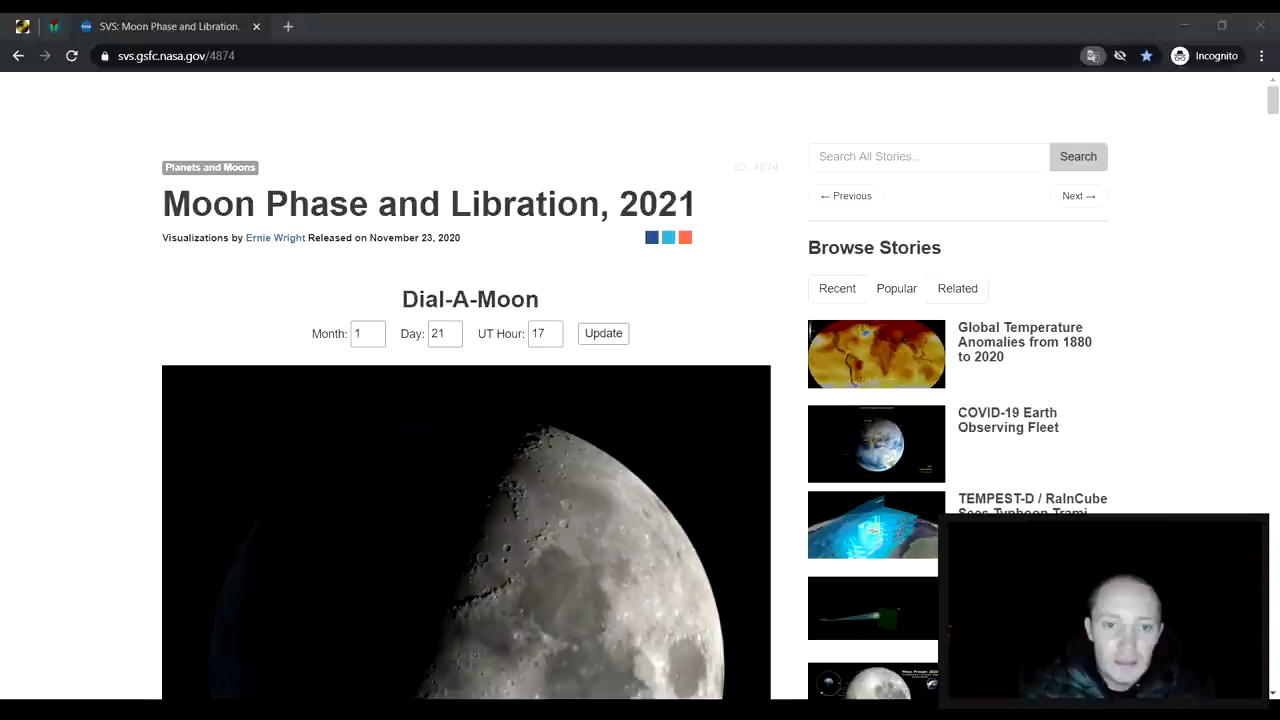 SVS: Moon Phase and Libration,
svs.gsfc.nasa.gov/4874
Incognito
Planets and Moons
ID: 4874
Moon Phase and Libration, 2021
Visualizations by Ernie Wright Released on November 23, 2020
Dial-A-Moon
Month: 1 Day: 21 UT Hour: 17 Update
Search All Stories... Search
← Previous Next →
Browse Stories
Recent Popular Related
Global Temperature
Anomalies from 1880
to 2020
COVID-19 Earth
Observing Fleet
TEMPEST-D / RaInCube
Sees Typhoon Trami